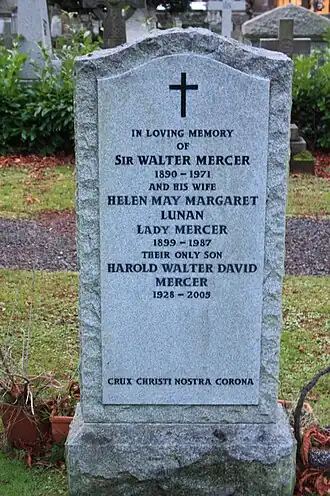 IN LOVING MEMORY
OF
SIR WALTER MERCER
1890 – 1971
AND HIS WIFE
HELEN MAY MARGARET
LUNAN
LADY MERCER
1899 – 1987
THEIR ONLY SON
HAROLD WALTER DAVID
MERCER
1928 – 2005
CRUX CHRISTI NOSTRA CORONA